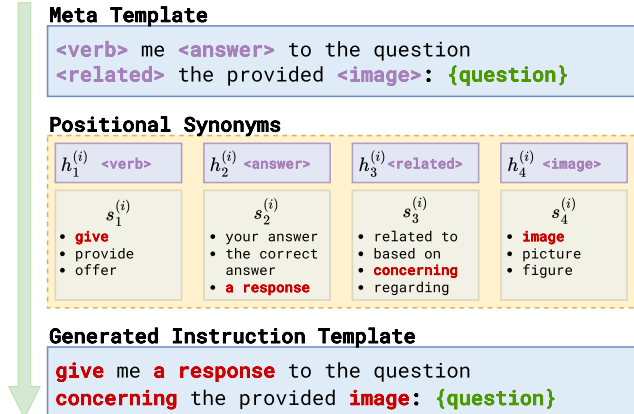 Meta Template
<verb> me <answer> to the question
<related> the provided <image>: {question}
Positional Synonyms
h₁⁽ⁱ⁾ <verb>
h₂⁽ⁱ⁾ <answer>
h₃⁽ⁱ⁾ <related>
h₄⁽ⁱ⁾ <image>
s₁⁽ⁱ⁾
• give
• provide
• offer
s₂⁽ⁱ⁾
• your answer
• the correct
answer
• a response
s₃⁽ⁱ⁾
• related to
• based on
• concerning
• regarding
s₄⁽ⁱ⁾
• image
• picture
• figure
Generated Instruction Template
give me a response to the question
concerning the provided image: {question}